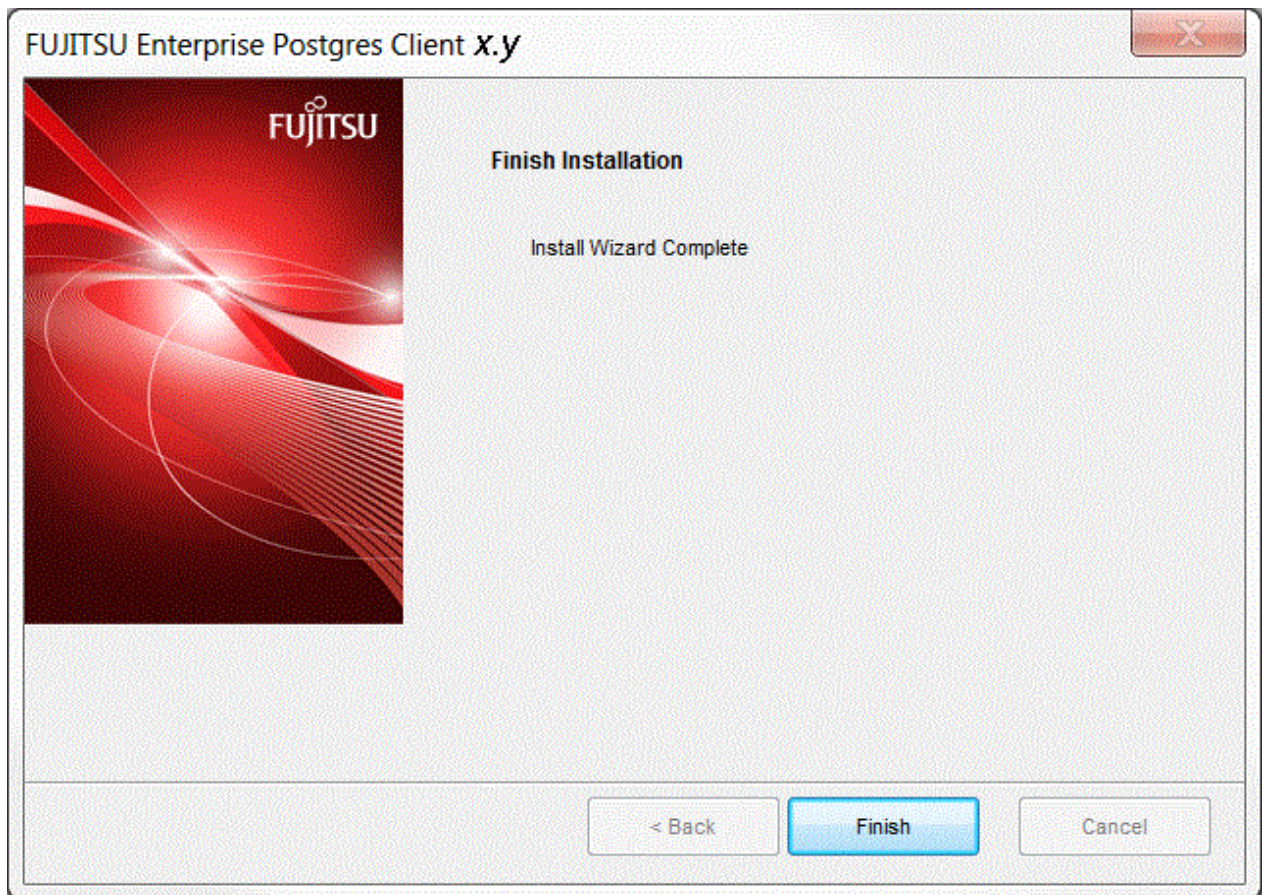 FUJITSU Enterprise Postgres Client x.y
FUJITSU
Finish Installation
Install Wizard Complete
< Back
Finish
Cancel